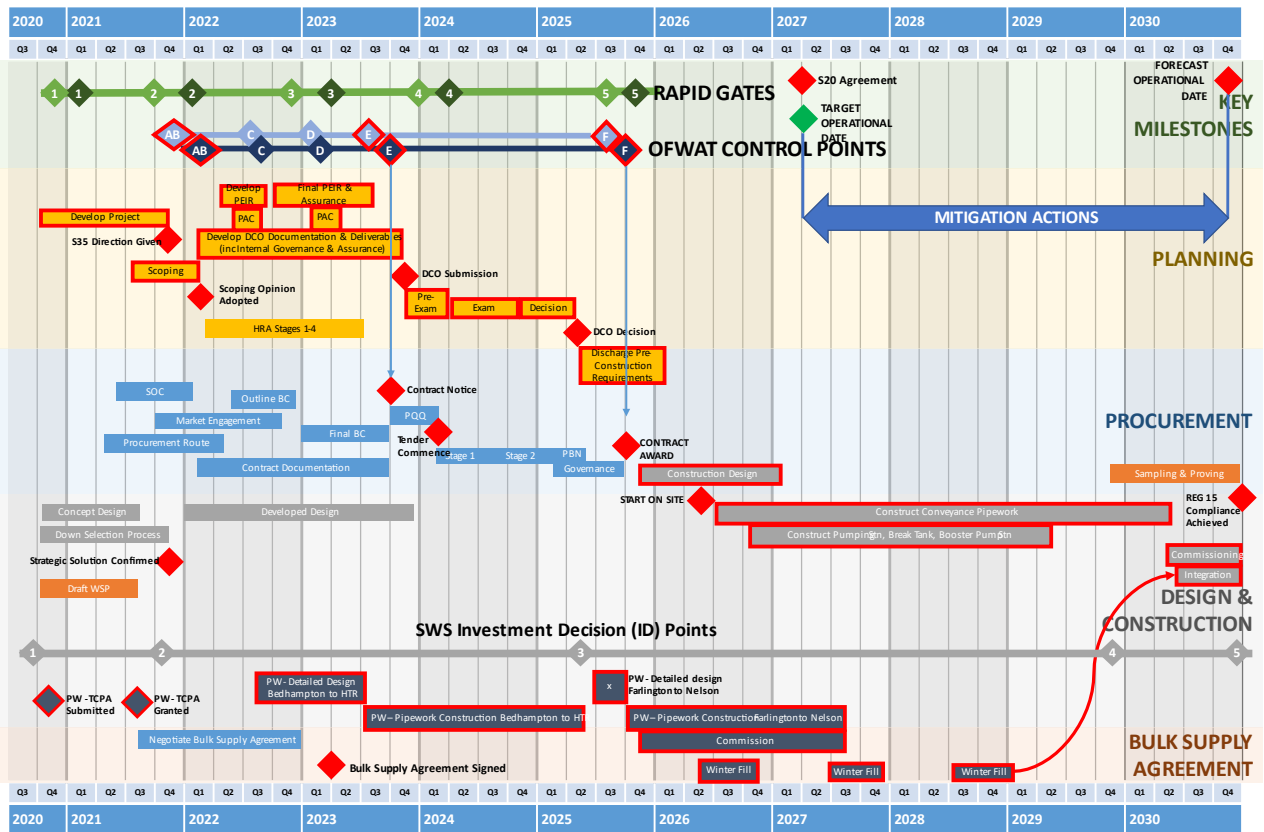 2020 2021 2022 2023 2024 2025 2026 2027 2028 2029 2030
Q3 Q4 Q1 Q2 Q3 Q4 Q1 Q2 Q3 Q4 Q1 Q2 Q3 Q4 Q1 Q2 Q3 Q4 Q1 Q2 Q3 Q4 Q1 Q2 Q3 Q4 Q1 Q2 Q3 Q4 Q1 Q2 Q3 Q4 Q1 Q2 Q3 Q4 Q1 Q2 Q3 Q4
1 1 2 2 3 3 4 4 5 5 RAPID GATES
S20 Agreement
TARGET
OPERATIONAL
DATE
FORECAST
OPERATIONAL
DATE
KEY
MILESTONES
AB C D E F
AB C D E F OFWAT CONTROL POINTS
Develop
PEIR
Final PEIR &
Assurance
Develop Project
PAC
PAC
MITIGATION ACTIONS
S35 Direction Given
Develop DCO Documentation & Deliverables
(incInternal Governance & Assurance)
PLANNING
Scoping
DCO Submission
Scoping Opinion
Adopted
Pre-
Exam
Exam
Decision
HRA Stages 1-4
DCO Decision
Discharge Pre-
Construction
Requirements
SOC
Outline BC
Contract Notice
Market Engagement
PQQ
PROCUREMENT
Procurement Route
Final BC
Tender
Commence
CONTRACT
AWARD
Stage 1
Stage 2
PBN
Contract Documentation
Governance
Construction Design
Sampling & Proving
START ON SITE
REG 15
Compliance
Achieved
Concept Design
Developed Design
Construct Conveyance Pipework
Down Selection Process
Construct Pumping Stn, Break Tank, Booster Pump Stn
Strategic Solution Confirmed
Commissioning
Integration
Draft WSP
DESIGN &
CONSTRUCTION
SWS Investment Decision (ID) Points
1 2 3 4 5
PW-TCPA
Submitted
PW-TCPA
Granted
PW-Detailed Design
Bedhampton to HTR
x
PW-Detailed design
Farlington to Nelson
PW– Pipework Construction Bedhampton to HT
PW– Pipework Construction Farlington to Nelson
Negotiate Bulk Supply Agreement
Commission
BULK SUPPLY
AGREEMENT
Bulk Supply Agreement Signed
Winter Fill
Winter Fill
Winter Fill
Q3 Q4 Q1 Q2 Q3 Q4 Q1 Q2 Q3 Q4 Q1 Q2 Q3 Q4 Q1 Q2 Q3 Q4 Q1 Q2 Q3 Q4 Q1 Q2 Q3 Q4 Q1 Q2 Q3 Q4 Q1 Q2 Q3 Q4 Q1 Q2 Q3 Q4 Q1 Q2 Q3 Q4
2020 2021 2022 2023 2024 2025 2026 2027 2028 2029 2030